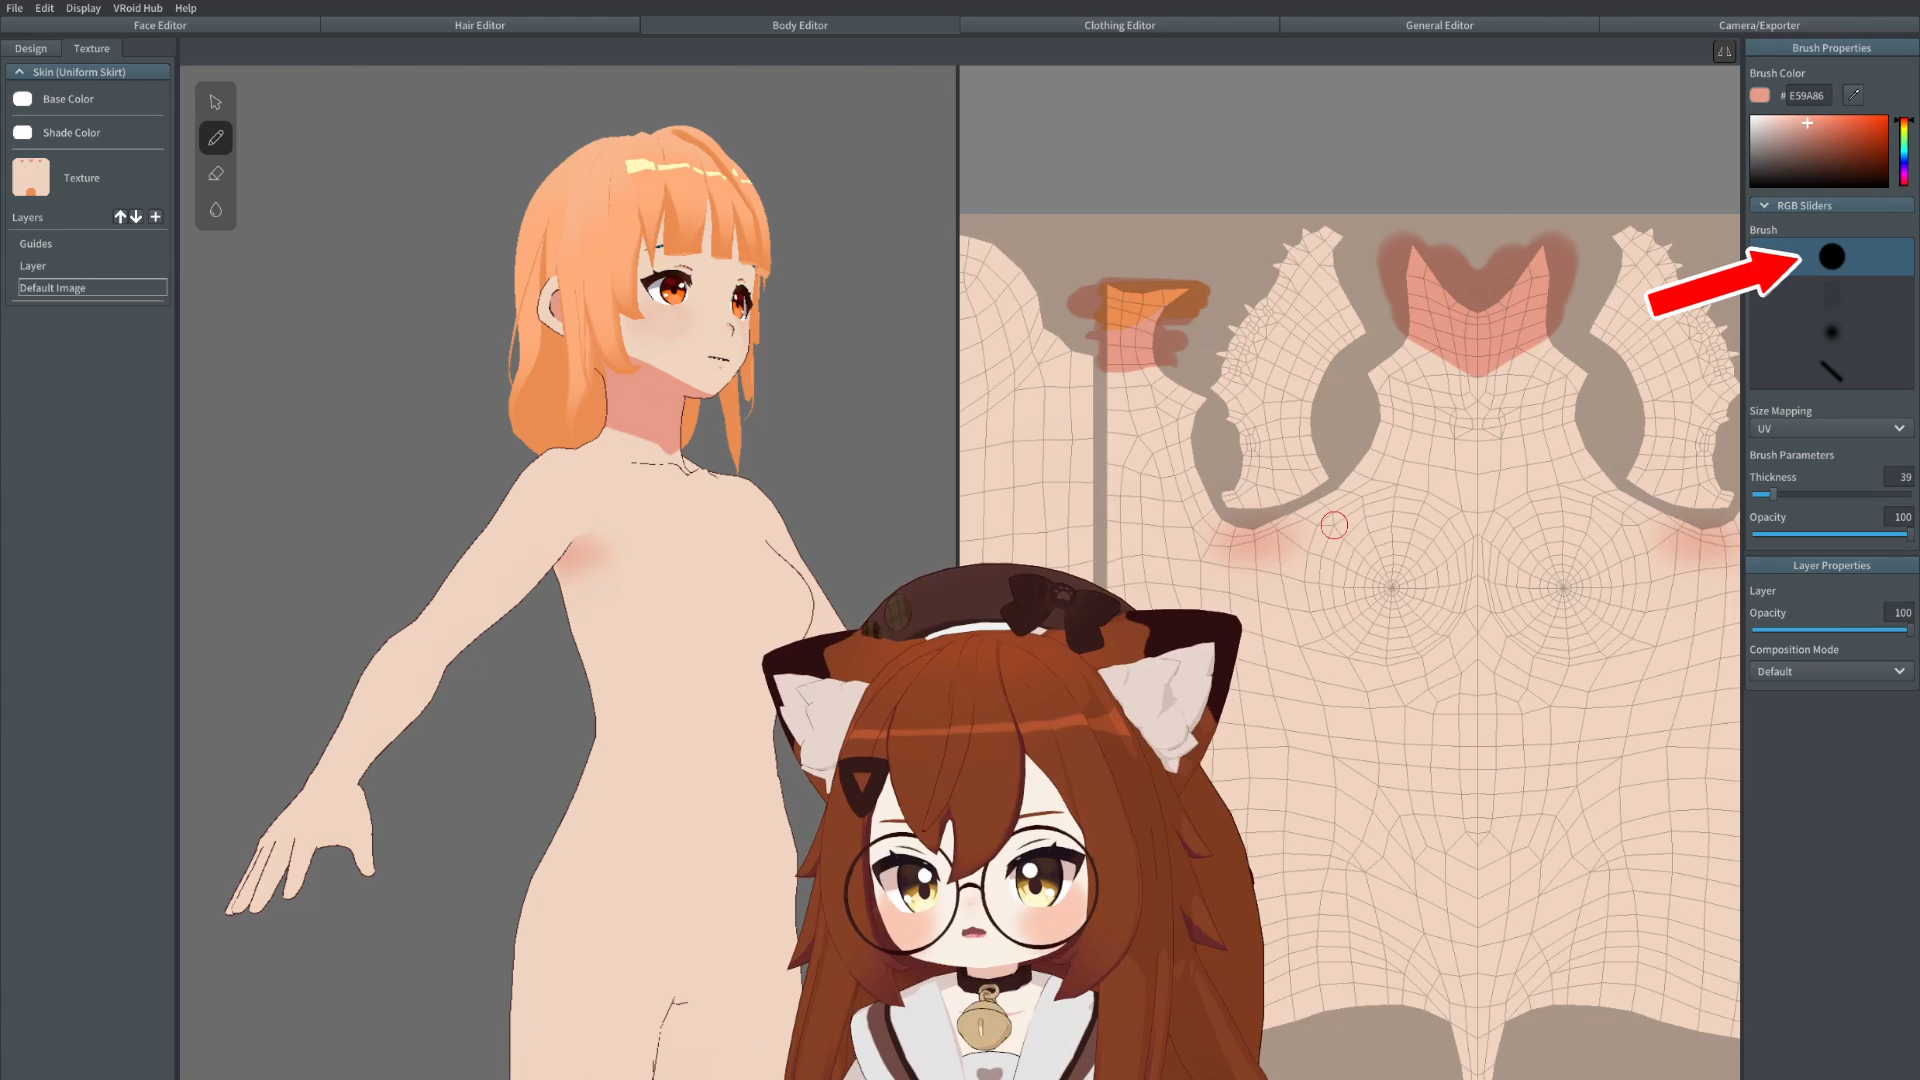 File Edit Display VRoid Hub Help
Face Editor Hair Editor Body Editor Clothing Editor General Editor Camera/Exporter
Design Texture
Skin (Uniform Skirt)
Base Color
Shade Color
Texture
Layers
Guides
Layer
Default Image
Brush Properties
Brush Color
# E59A86
RGB Sliders
Brush
Size Mapping
UV
Brush Parameters
Thickness 39
Opacity 100
Layer Properties
Layer
Opacity 100
Composition Mode
Default